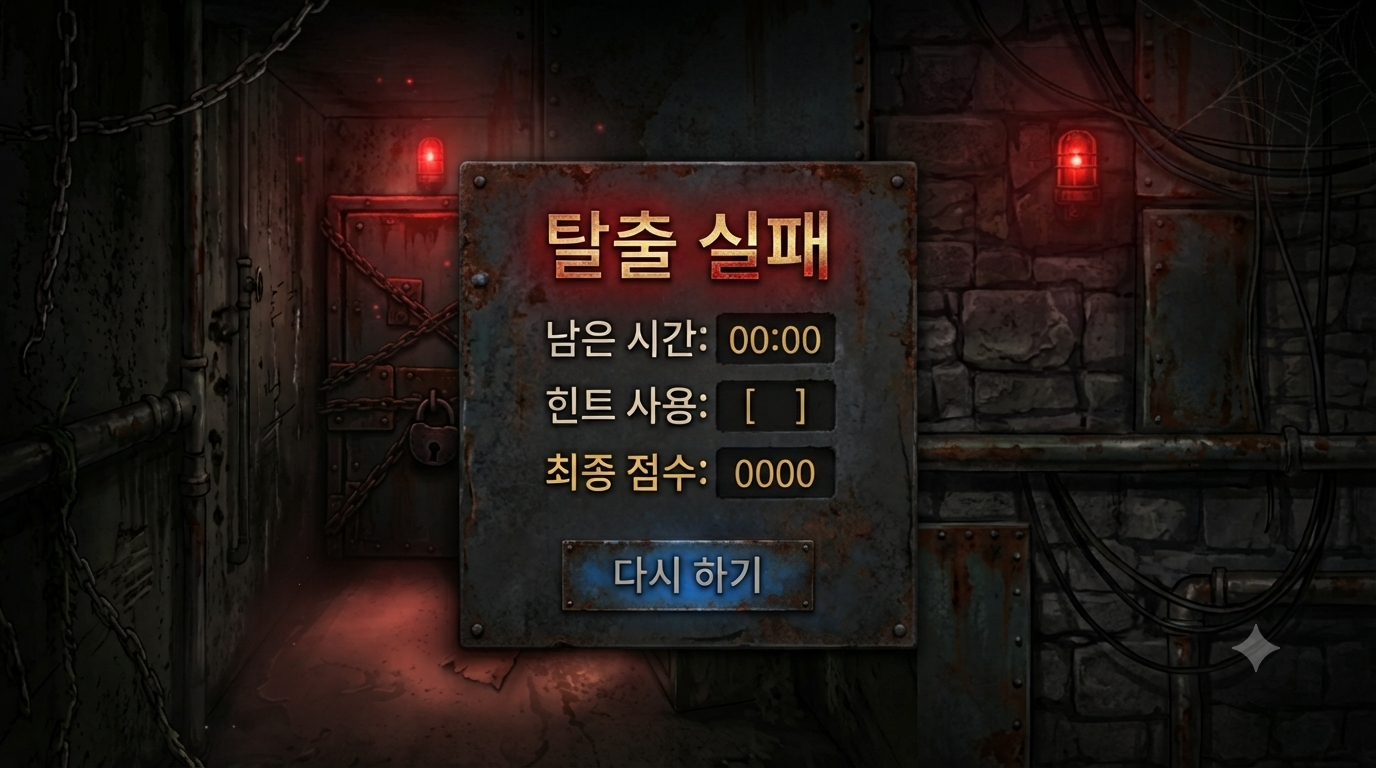 탈출 실패
남은 시간: 00:00
힌트 사용: [ ]
최종 점수: 0000
다시 하기